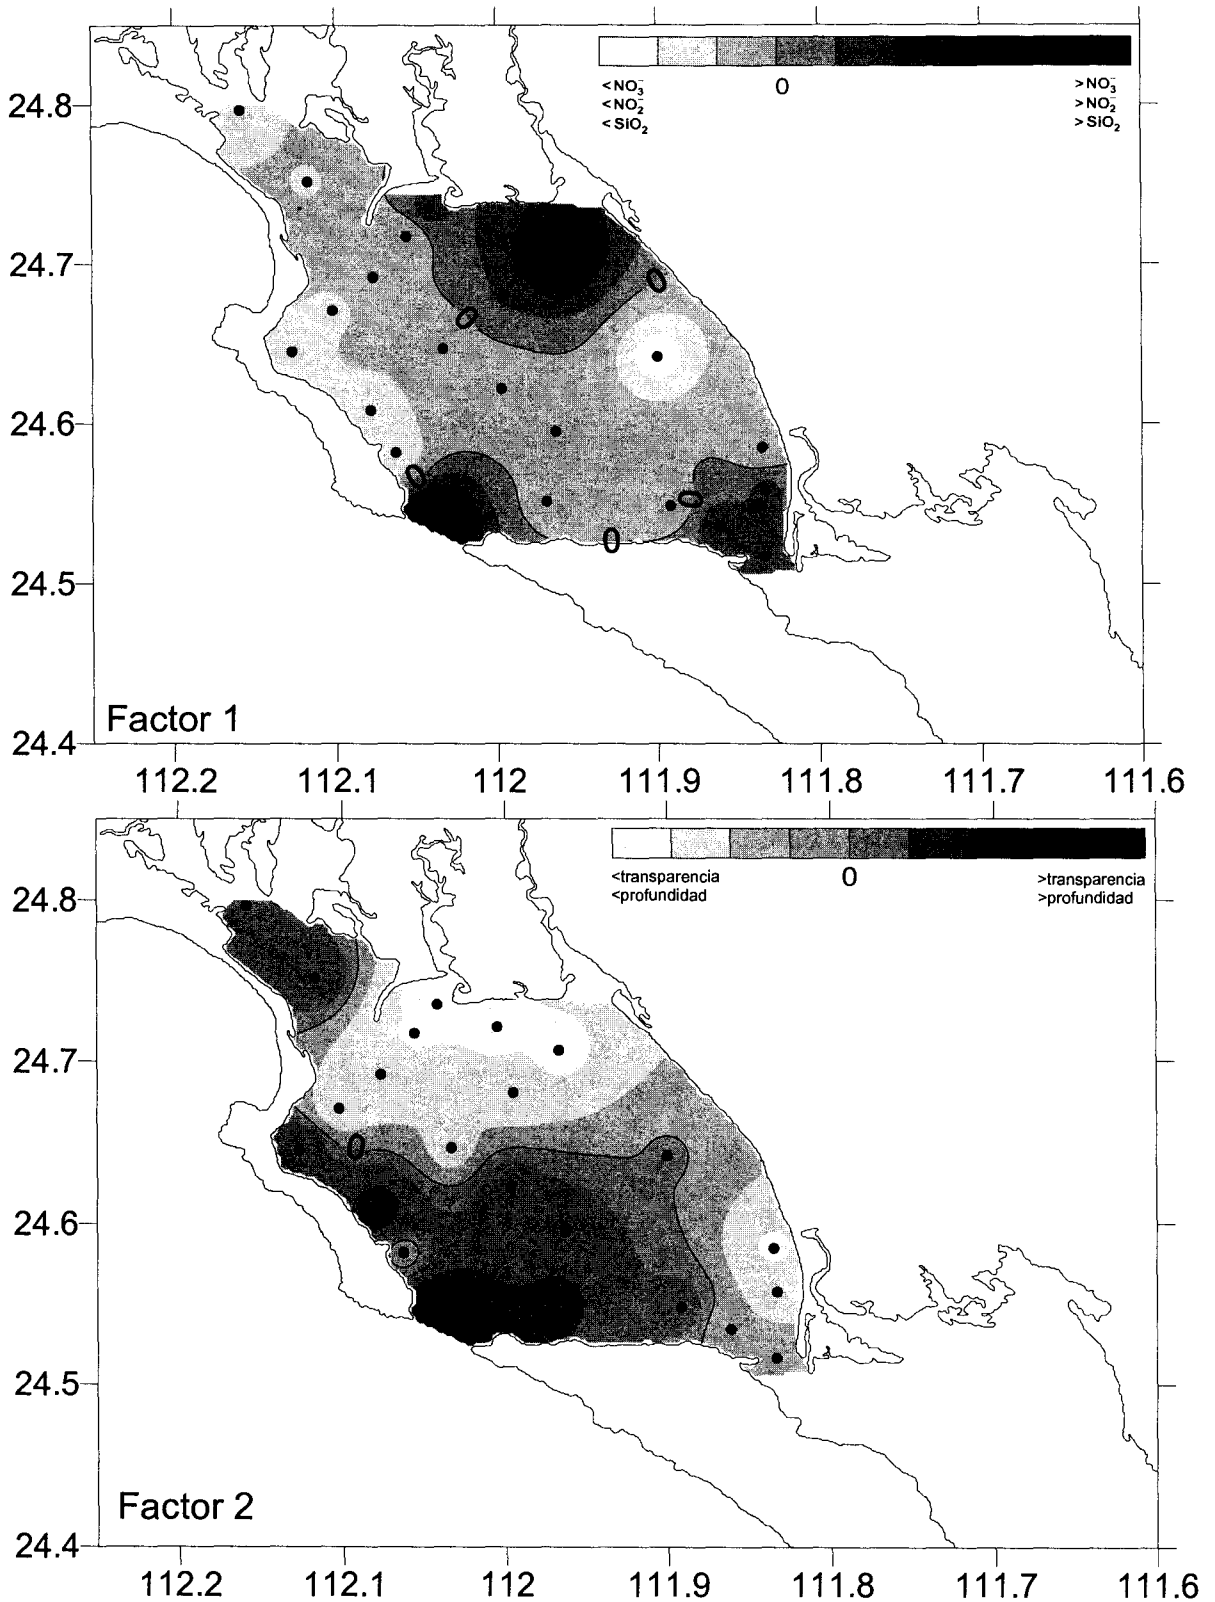 <NO₃⁻ 0 >NO₃⁻
<NO₂⁻ >NO₂⁻
<SiO₂ >SiO₂
24.8
24.7
0
0
24.6
0
0
0
24.5
Factor 1
24.4
112.2 112.1 112 111.9 111.8 111.7 111.6
<transparencia 0 >transparencia
<profundidad >profundidad
24.8
24.7
0
24.6
24.5
Factor 2
24.4
112.2 112.1 112 111.9 111.8 111.7 111.6